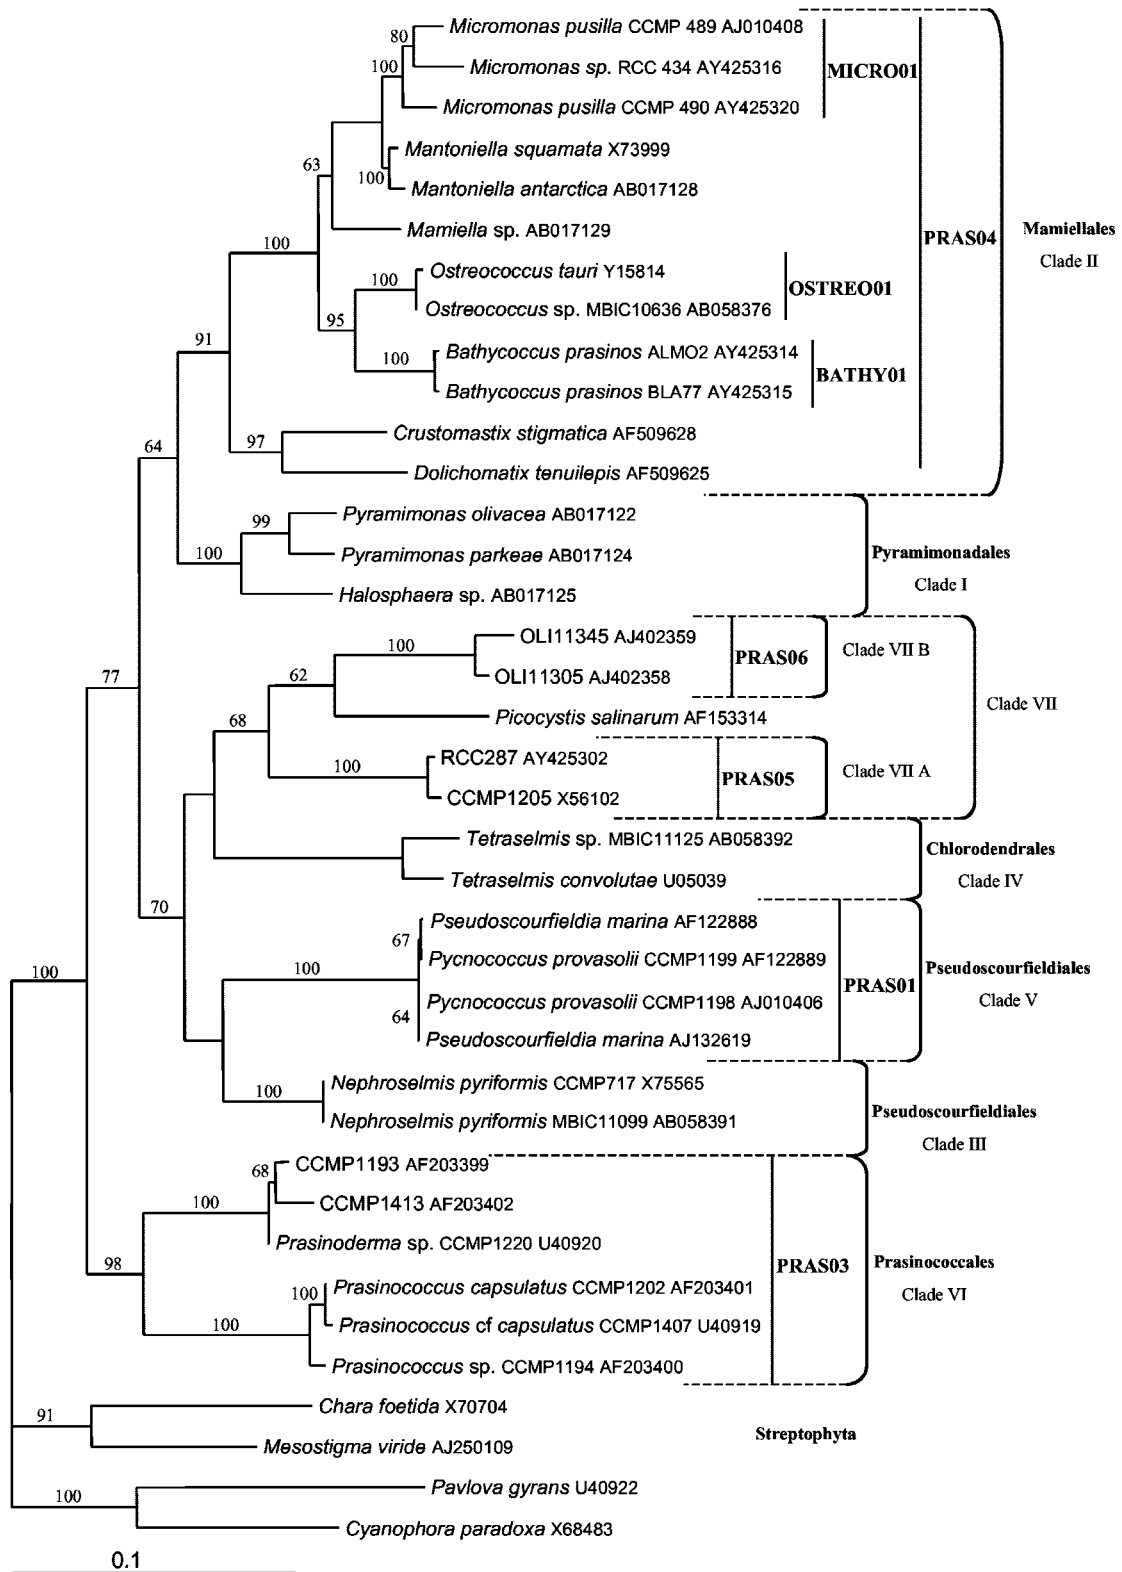 80
Micromonas pusilla CCMP 489 AJ010408
100
Micromonas sp. RCC 434 AY425316
MICRO01
Micromonas pusilla CCMP 490 AY425320
63
Mantoniella squamata X73999
100
Mantoniella antarctica AB017128
Mamiella sp. AB017129
100
PRAS04
Mamiellales
Clade II
Ostreococcus tauri Y15814
100
OSTREO01
Ostreococcus sp. MBIC10636 AB058376
95
91
Bathycoccus prasinos ALMO2 AY425314
100
BATHY01
Bathycoccus prasinos BLA77 AY425315
Crustomastix stigmatica AF509628
97
64
Dolichomatix tenuilepis AF509625
Pyramimonas olivacea AB017122
99
Pyramimonas parkeae AB017124
100
Pyramimonadales
Clade I
Halosphaera sp. AB017125
OLI11345 AJ402359
100
PRAS06
Clade VII B
OLI11305 AJ402358
77
62
Clade VII
Picocystis salinarum AF153314
68
RCC287 AY425302
100
PRAS05
Clade VII A
CCMP1205 X56102
Tetraselmis sp. MBIC11125 AB058392
Chlorodendrales
Clade IV
Tetraselmis convolutae U05039
70
Pseudoscourfieldia marina AF122888
67
Pycnococcus provasolii CCMP1199 AF122889
100
100
PRAS01
Pseudoscourfieldiales
Clade V
Pycnococcus provasolii CCMP1198 AJ010406
64
Pseudoscourfieldia marina AJ132619
Nephroselmis pyriformis CCMP717 X75565
100
Pseudoscourfieldiales
Clade III
Nephroselmis pyriformis MBIC11099 AB058391
CCMP1193 AF203399
68
100
CCMP1413 AF203402
Prasinoderma sp. CCMP1220 U40920
98
PRAS03
Prasinococcales
Clade VI
Prasinococcus capsulatus CCMP1202 AF203401
100
Prasinococcus cf capsulatus CCMP1407 U40919
100
Prasinococcus sp. CCMP1194 AF203400
Chara foetida X70704
91
Streptophyta
Mesostigma viride AJ250109
Pavlova gyrans U40922
100
Cyanophora paradoxa X68483
0.1